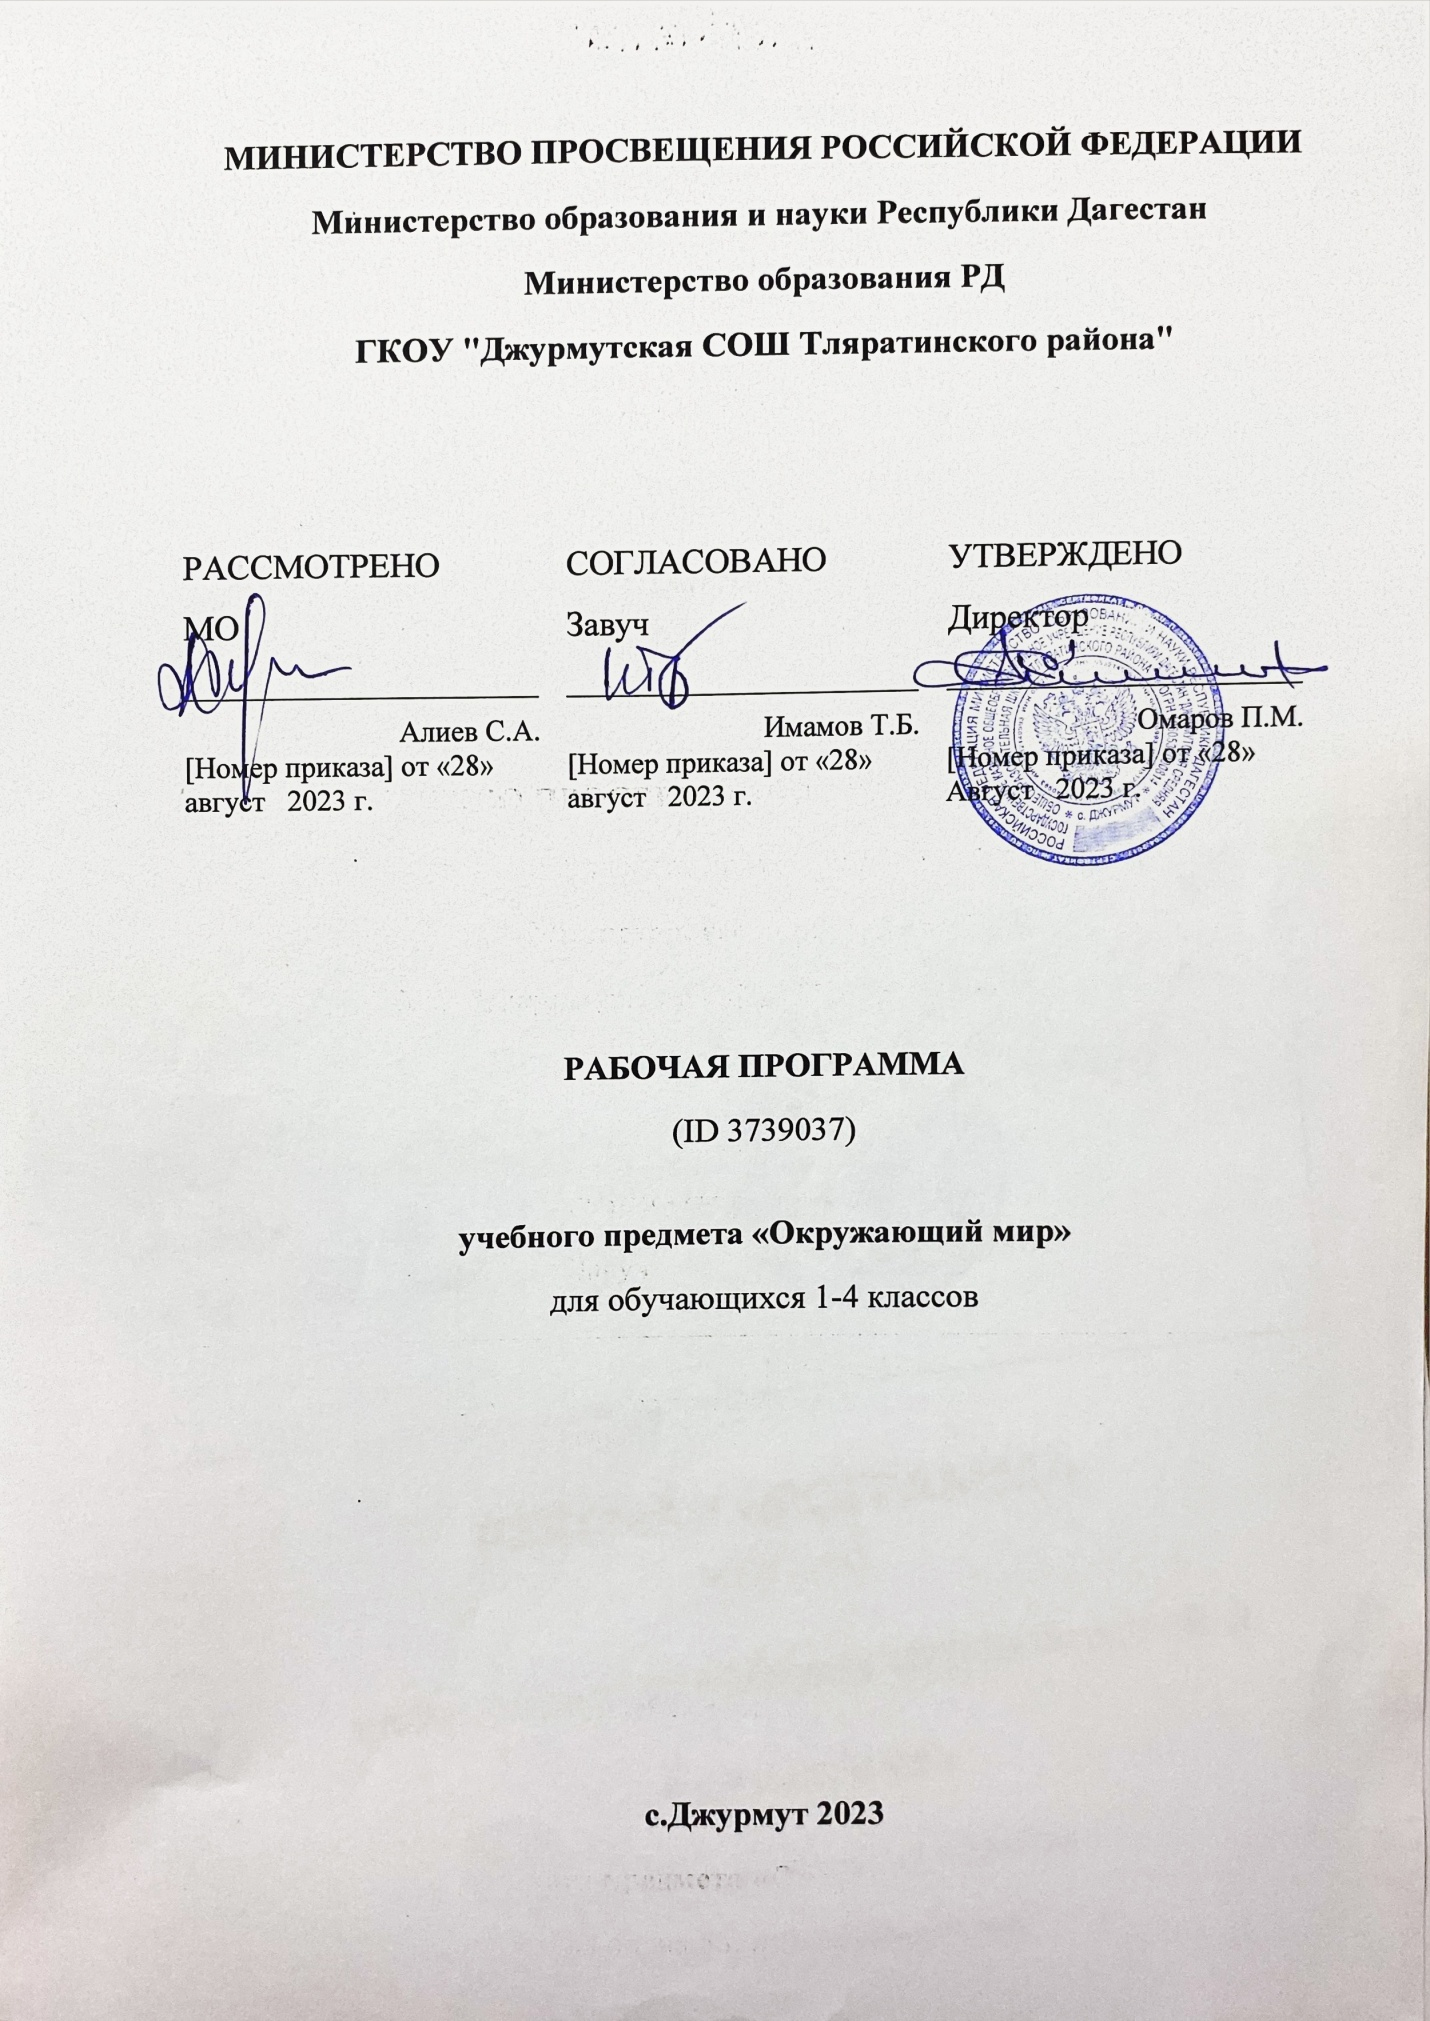 МИНИСТЕРСТВО ПРОСВЕЩЕНИЯ РОССИЙСКОЙ ФЕДЕРАЦИИ
Министерство образования и науки Республики Дагестан
Министерство образования РД
ГКОУ "Джурмутская СОШ Тляратинского района"
РАССМОТРЕНО
МО
Алиев С.А.
[Номер приказа] от «28»
август 2023 г.
СОГЛАСОВАНО
Завуч
Имамов Т.Б.
[Номер приказа] от «28»
август 2023 г.
УТВЕРЖДЕНО
Директор
Омаров П.М.
[Номер приказа] от «28»
Август 2023 г.
РАБОЧАЯ ПРОГРАММА
(ID 3739037)
учебного предмета «Окружающий мир»
для обучающихся 1-4 классов
с.Джурмут 2023